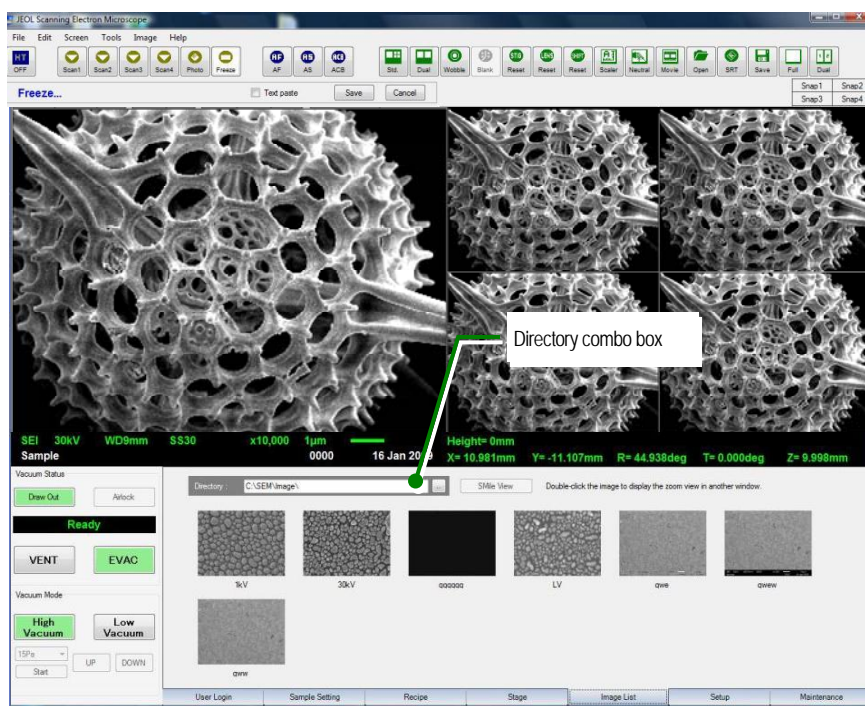 JEOL Scanning Electron Microscope
File Edit Screen Tools Image Help
HT
OFF
Scan1 Scan2 Scan3 Scan4 Photo Freeze
AF AS ACB
AF AS ACB
Std. Dual Wobble Blank Reset Reset Reset Scaler Neutral Movie Open SRT Save Full Dual
Freeze...
Text paste
Save
Cancel
Snap1 Snap2
Snap3 Snap4
Directory combo box
SEI 30kV WD9mm SS30 x10,000 1µm
Sample 0000 16 Jan
Height= 0mm
X= 10.981mm Y= -11.107mm R= 44.938deg T= 0.000deg Z= 9.998mm
Vacuum Status
Draw Out
Airlock
Ready
VENT
EVAC
Vacuum Mode
High
Vacuum
Low
Vacuum
15Pa
Start
UP
DOWN
Directory : C:\SEM\Image\
SMile View
Double-click the image to display the zoom view in another window.
1kV 30kV qqqqqq LV qwe qwew
qww
User Login Sample Setting Recipe Stage Image List Setup Maintenance